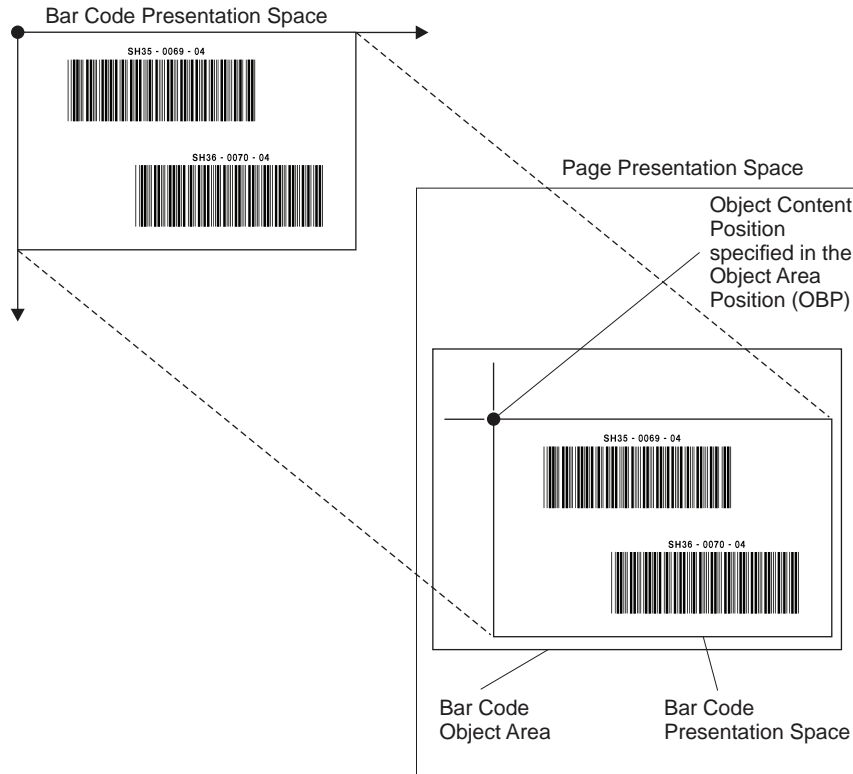 Bar Code Presentation Space
SH35 - 0069 - 04
SH36 - 0070 - 04
Page Presentation Space
Object Content
Position
specified in the
Object Area
Position (OBP)
SH35 - 0069 - 04
SH36 - 0070 - 04
Bar Code
Object Area
Bar Code
Presentation Space